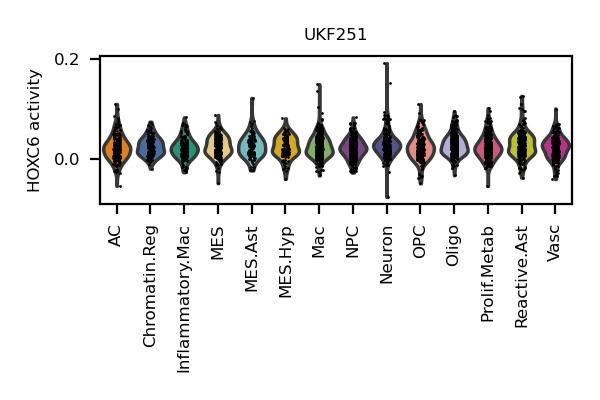 UKF251
HOXC6 activity
0.2
0.0
AC
Chromatin.Reg
Inflammatory.Mac
MES
MES.Ast
MES.Hyp
Mac
NPC
Neuron
OPC
Oligo
Prolif.Metab
Reactive.Ast
Vasc